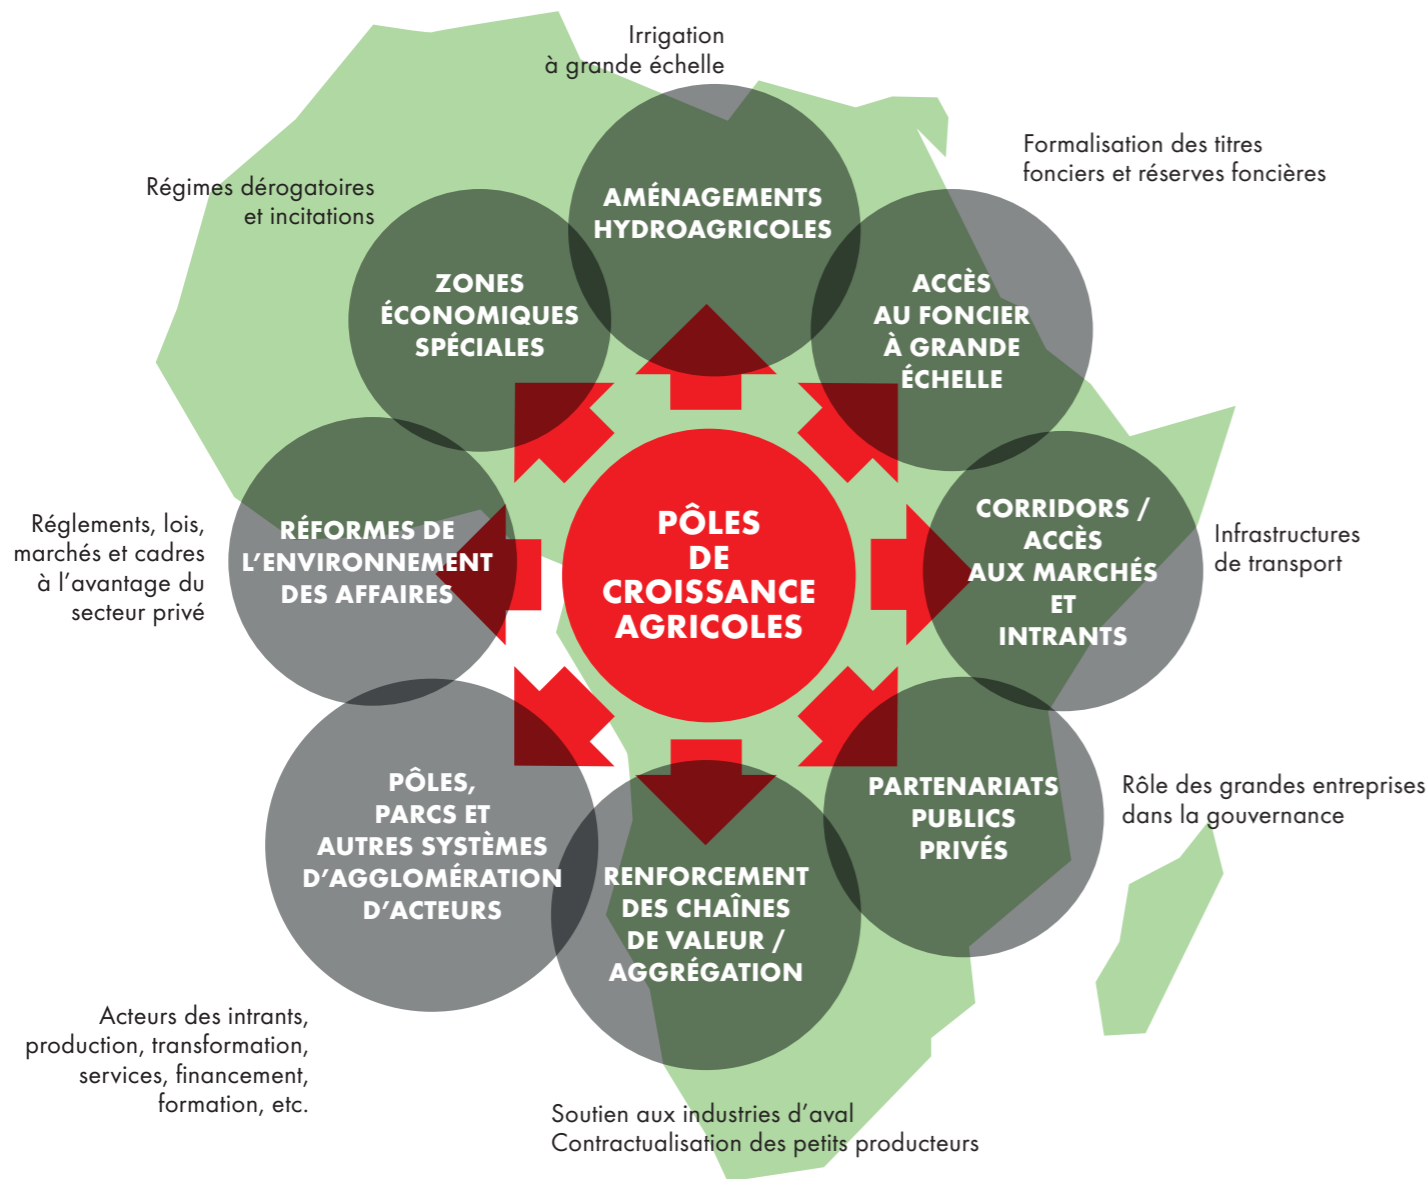 Irrigation
à grande échelle
AMÉNAGEMENTS
HYDROAGRICOLES
Formalisation des titres
fonciers et réserves foncières
ACCÈS
AU FONCIER
À GRANDE
ÉCHELLE
CORRIDORS /
ACCÈS
AUX MARCHÉS
ET
INTRANTS
Infrastructures
de transport
PARTENARIATS
PUBLICS
PRIVÉS
Rôle des grandes entreprises
dans la gouvernance
RENFORCEMENT
DES CHAÎNES
DE VALEUR /
AGGRÉGATION
Soutien aux industries d’aval
Contractualisation des petits producteurs
PÔLES,
PARCS ET
AUTRES SYSTÈMES
D’AGGLOMÉRATION
D’ACTEURS
Acteurs des intrants,
production, transformation,
services, financement,
formation, etc.
RÉFORMES DE
L’ENVIRONNEMENT
DES AFFAIRES
Réglements, lois,
marchés et cadres
à l’avantage du
secteur privé
ZONES
ÉCONOMIQUES
SPÉCIALES
Régimes dérogatoires
et incitations
PÔLES
DE
CROISSANCE
AGRICOLES